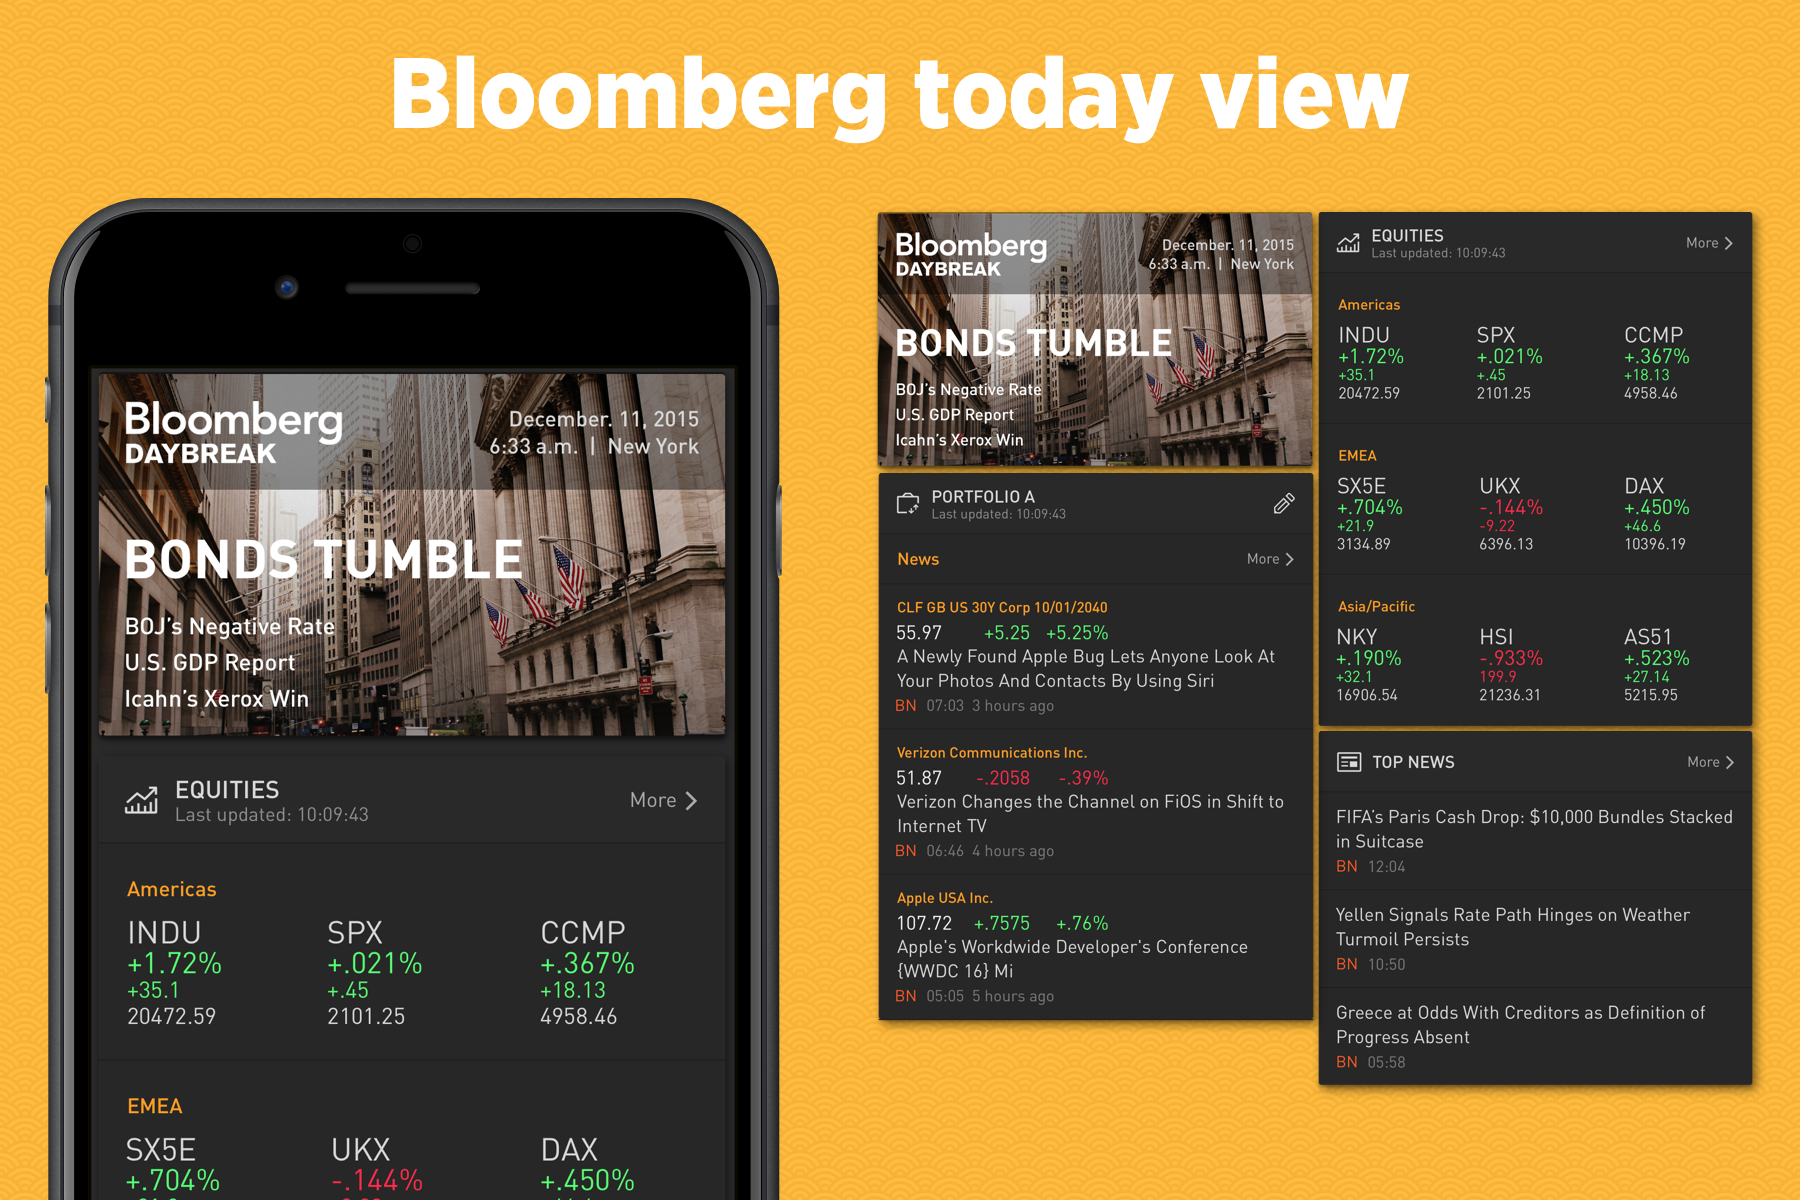 Bloomberg today view
Bloomberg
DAYBREAK
December. 11, 2015
6:33 a.m. | New York
BONDS TUMBLE
BOJ's Negative Rate
U.S. GDP Report
Icahn's Xerox Win
EQUITIES
Last updated: 10:09:43
More
Americas
INDU SPX CCMP
+1.72% +.021% +.367%
+35.1 +.45 +18.13
20472.59 2101.25 4958.46
EMEA
SX5E UKX DAX
+.704% -.144% +.450%
Bloomberg
DAYBREAK
December. 11, 2015
6:33 a.m. | New York
BONDS TUMBLE
BOJ's Negative Rate
U.S. GDP Report
Icahn's Xerox Win
PORTFOLIO A
Last updated: 10:09:43
News More
CLF GB US 30Y Corp 10/01/2040
55.97 +5.25 +5.25%
A Newly Found Apple Bug Lets Anyone Look At
Your Photos And Contacts By Using Siri
BN 07:03 3 hours ago
Verizon Communications Inc.
51.87 -.2058 -.39%
Verizon Changes the Channel on FiOS in Shift to
Internet TV
BN 06:46 4 hours ago
Apple USA Inc.
107.72 +.7575 +.76%
Apple's Workdwide Developer's Conference
{WWDC 16} Mi
BN 05:05 5 hours ago
EQUITIES
Last updated: 10:09:43
More
Americas
INDU SPX CCMP
+1.72% +.021% +.367%
+35.1 +.45 +18.13
20472.59 2101.25 4958.46
EMEA
SX5E UKX DAX
+.704% -.144% +.450%
+21.9 -9.22 +46.6
3134.89 6396.13 10396.19
Asia/Pacific
NKY HSI AS51
+.190% -.933% +.523%
+32.1 199.9 +27.14
16906.54 21236.31 5215.95
TOP NEWS More
FIFA's Paris Cash Drop: $10,000 Bundles Stacked
in Suitcase
BN 12:04
Yellen Signals Rate Path Hinges on Weather
Turmoil Persists
BN 10:50
Greece at Odds With Creditors as Definition of
Progress Absent
BN 05:58